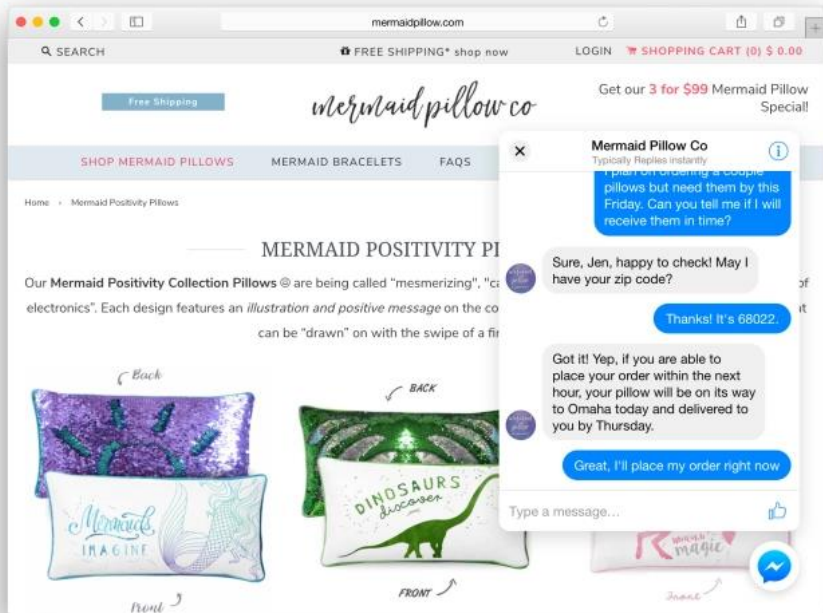 mermaidpillow.com
SEARCH
FREE SHIPPING* shop now
LOGIN
SHOPPING CART (0) $ 0.00
Free Shipping
mermaid pillow co
Get our 3 for $99 Mermaid Pillow
Special!
SHOP MERMAID PILLOWS
MERMAID BRACELETS
FAQS
Home › Mermaid Positivity Pillows
MERMAID POSITIVITY PI
Our Mermaid Positivity Collection Pillows @ are being called "mesmerizing", "ca
of
electronics". Each design features an illustration and positive message on the co
at
can be "drawn" on with the swipe of a fi
Back
Mermaids
IMAGINE
Front
BACK
DINOSAURS
discover
FRONT
magic
Front
Mermaid Pillow Co
Typically Replies instantly
I plan on ordering a couple
pillows but need them by this
Friday. Can you tell me if I will
receive them in time?
Sure, Jen, happy to check! May I
have your zip code?
Thanks! It's 68022.
Got it! Yep, if you are able to
place your order within the next
hour, your pillow will be on its way
to Omaha today and delivered to
you by Thursday.
Great, I'll place my order right now
Type a message...